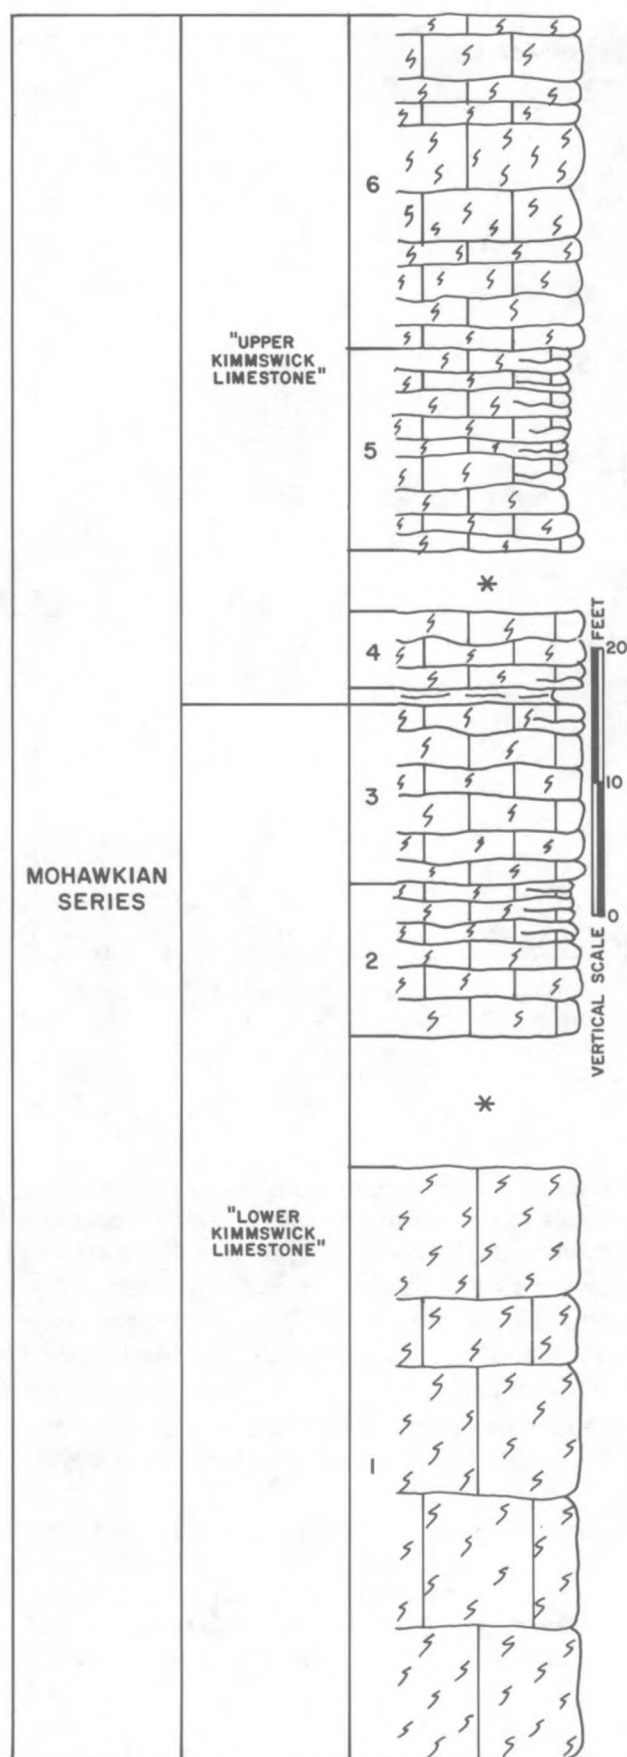 MOHAWKIAN
SERIES
"UPPER
KIMMSWICK
LIMESTONE"
"LOWER
KIMMSWICK
LIMESTONE"
6
5
*
4
3
2
*
1
VERTICAL SCALE FEET
20
10
0